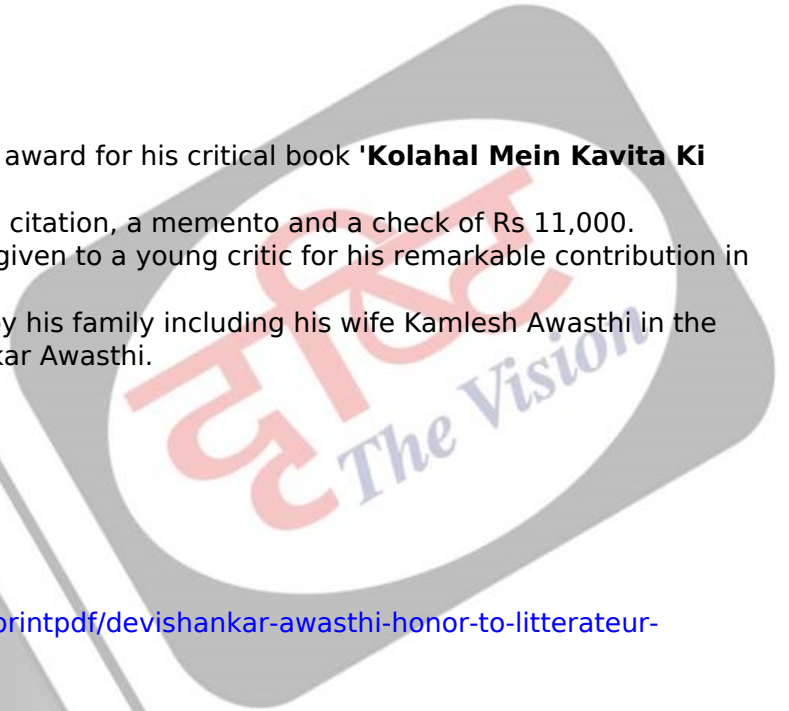 award for his critical book 'Kolahal Mein Kavita Ki
citation, a memento and a check of Rs 11,000.
given to a young critic for his remarkable contribution in
y his family including his wife Kamlesh Awasthi in the
kar Awasthi.
दृष्टि
The Vision
printpdf/devishankar-awasthi-honor-to-litterateur-